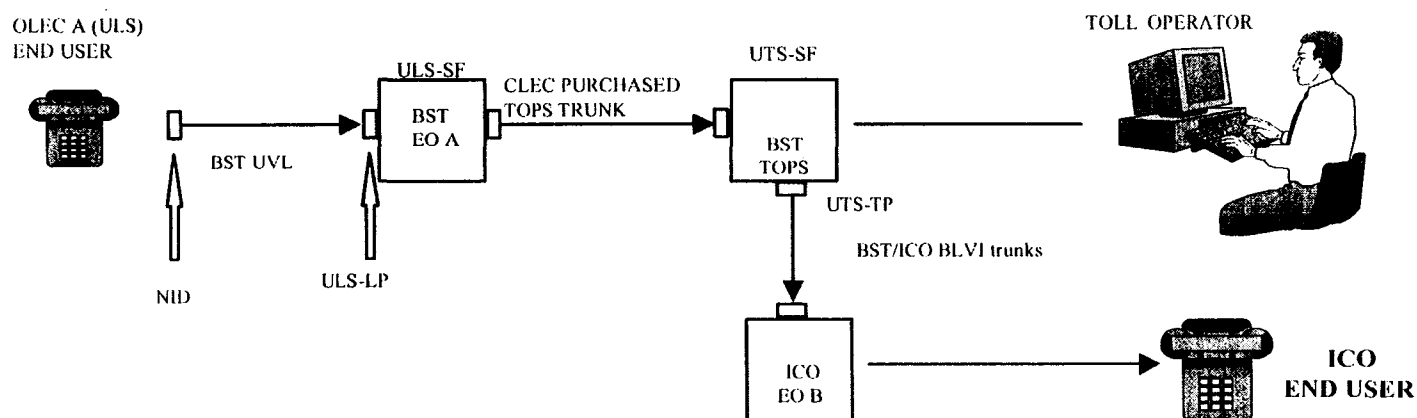 OLEC A (ULS)
END USER
ULS-SF
BST
EO A
CLEC PURCHASED
TOPS TRUNK
UTS-SF
BST
TOPS
TOLL OPERATOR
BST UVL
NID
ULS-LP
UTS-TP
BST/ICO BLVI trunks
ICO
EO B
ICO
END USER